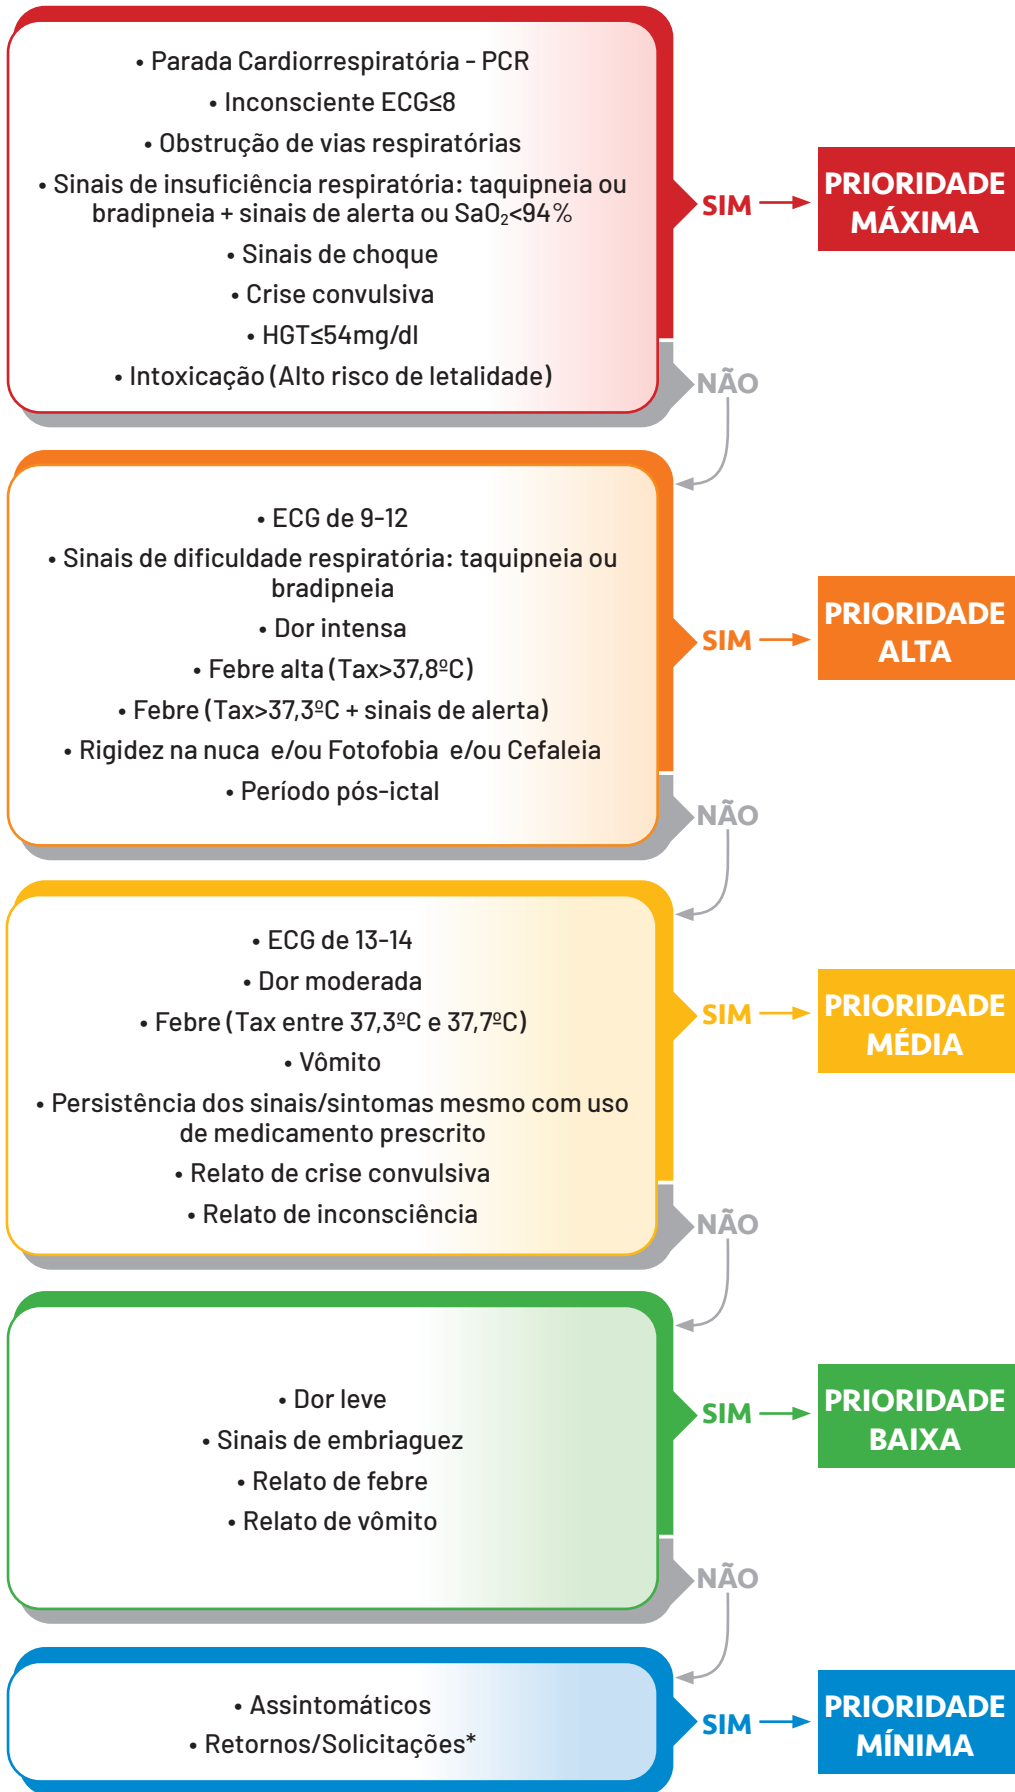 • Parada Cardiorrespiratória - PCR
• Inconsciente ECG≤8
• Obstrução de vias respiratórias
• Sinais de insuficiência respiratória: taquipneia ou
bradipneia + sinais de alerta ou SaO₂<94%
• Sinais de choque
• Crise convulsiva
• HGT≤54mg/dl
• Intoxicação (Alto risco de letalidade)
SIM
PRIORIDADE
MÁXIMA
NÃO
• ECG de 9-12
• Sinais de dificuldade respiratória: taquipneia ou
bradipneia
• Dor intensa
• Febre alta (Tax>37,8ºC)
• Febre (Tax>37,3ºC + sinais de alerta)
• Rigidez na nuca e/ou Fotofobia e/ou Cefaleia
• Período pós-ictal
SIM
PRIORIDADE
ALTA
NÃO
• ECG de 13-14
• Dor moderada
• Febre (Tax entre 37,3ºC e 37,7ºC)
• Vômito
• Persistência dos sinais/sintomas mesmo com uso
de medicamento prescrito
• Relato de crise convulsiva
• Relato de inconsciência
SIM
PRIORIDADE
MÉDIA
NÃO
• Dor leve
• Sinais de embriaguez
• Relato de febre
• Relato de vômito
SIM
PRIORIDADE
BAIXA
NÃO
• Assintomáticos
• Retornos/Solicitações*
SIM
PRIORIDADE
MÍNIMA